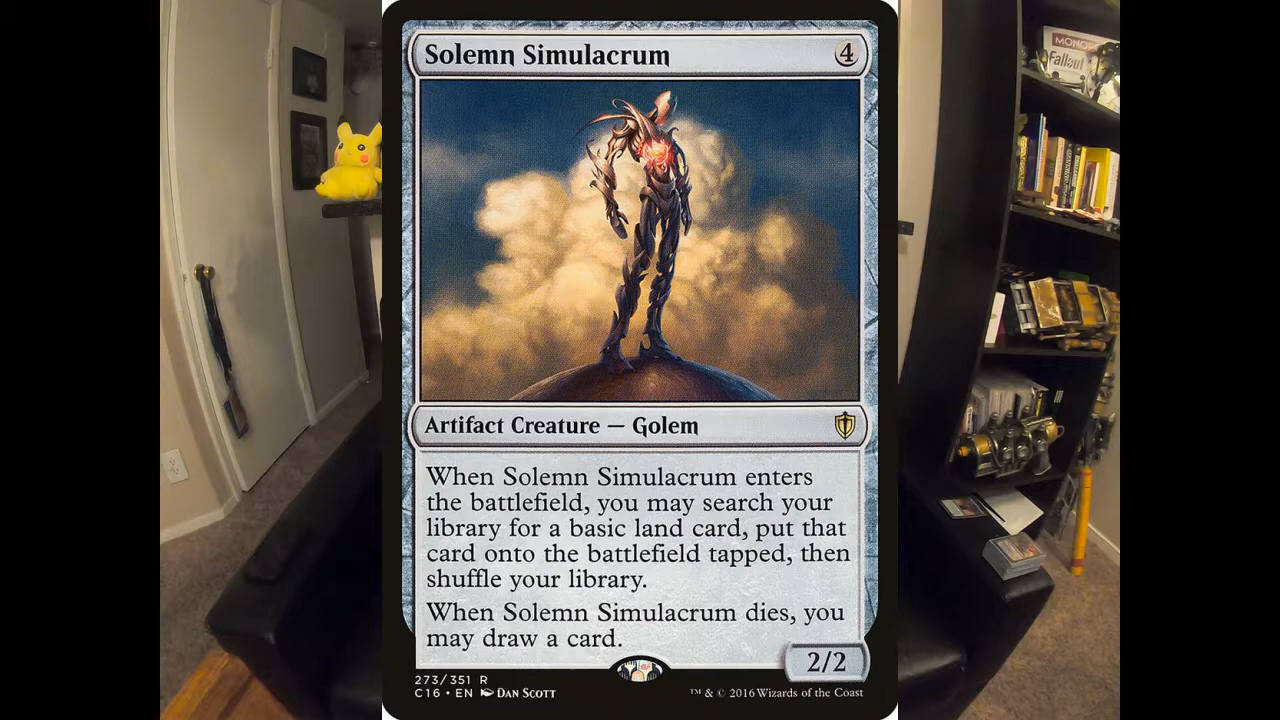 Solemn Simulacrum
4
Artifact Creature — Golem
When Solemn Simulacrum enters
the battlefield, you may search your
library for a basic land card, put that
card onto the battlefield tapped, then
shuffle your library.
When Solemn Simulacrum dies, you
may draw a card.
2/2
273/351 R
C16 • EN Dan Scott
™ & © 2016 Wizards of the Coast
Fallout